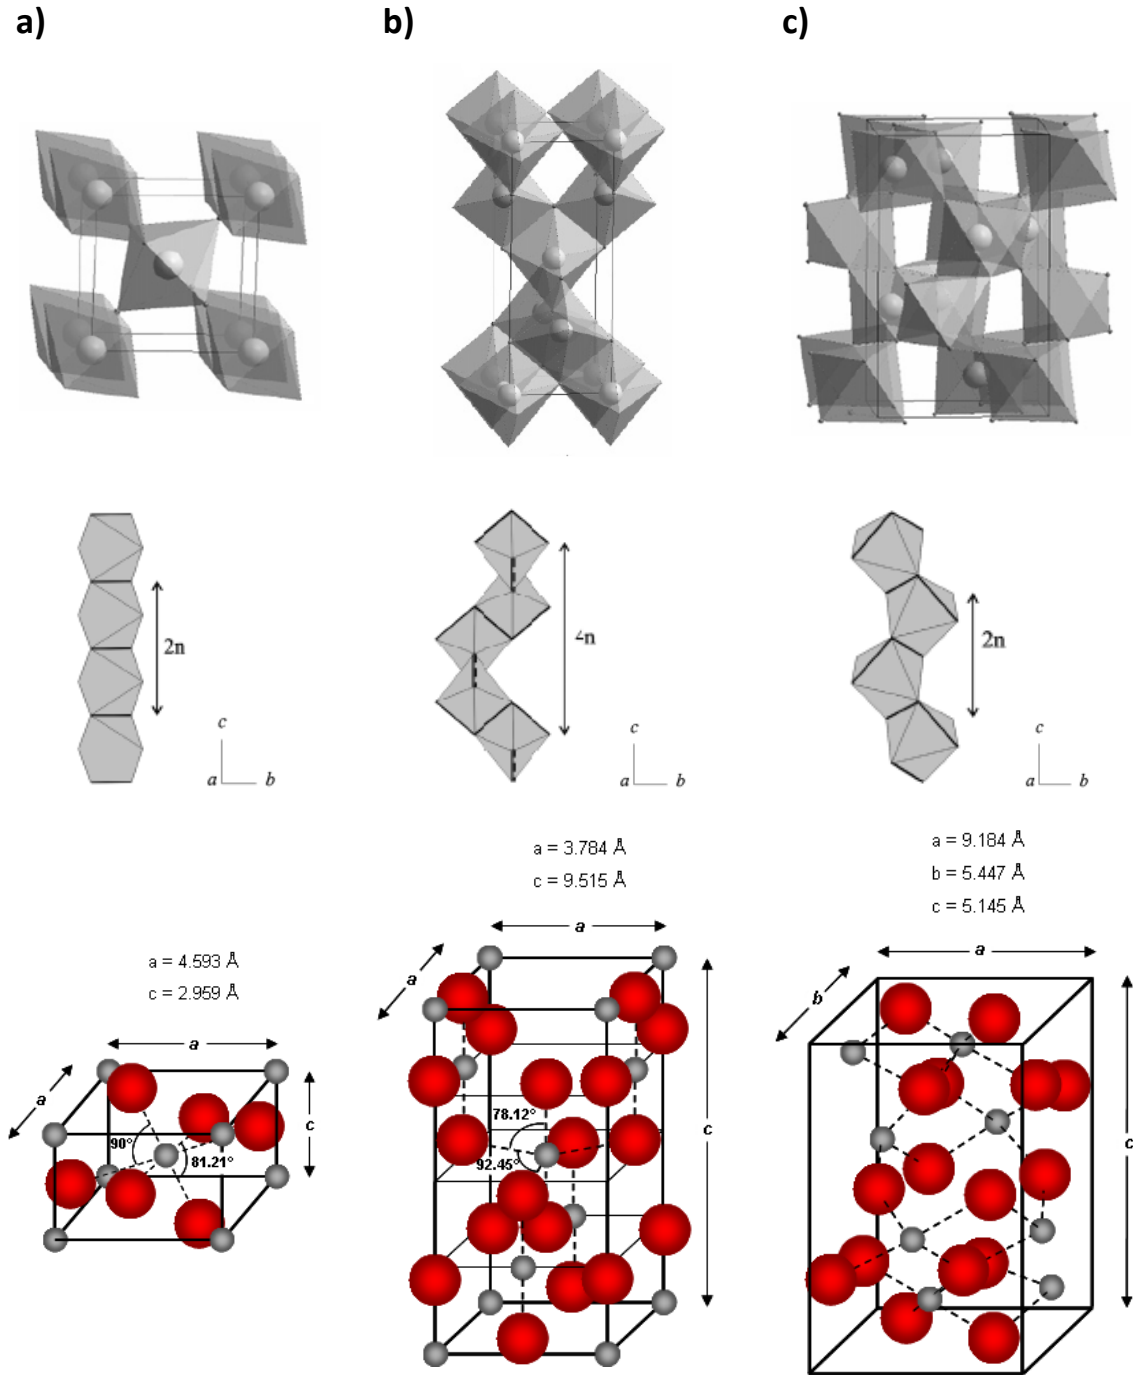 a)
b)
c)
2n
4n
2n
c
a
b
c
a
b
c
a
b
a = 4.593 Å
c = 2.959 Å
a
a
c
90°
81.21°
a = 3.784 Å
c = 9.515 Å
a
a
c
78.12°
92.45°
a = 9.184 Å
b = 5.447 Å
c = 5.145 Å
a
b
c